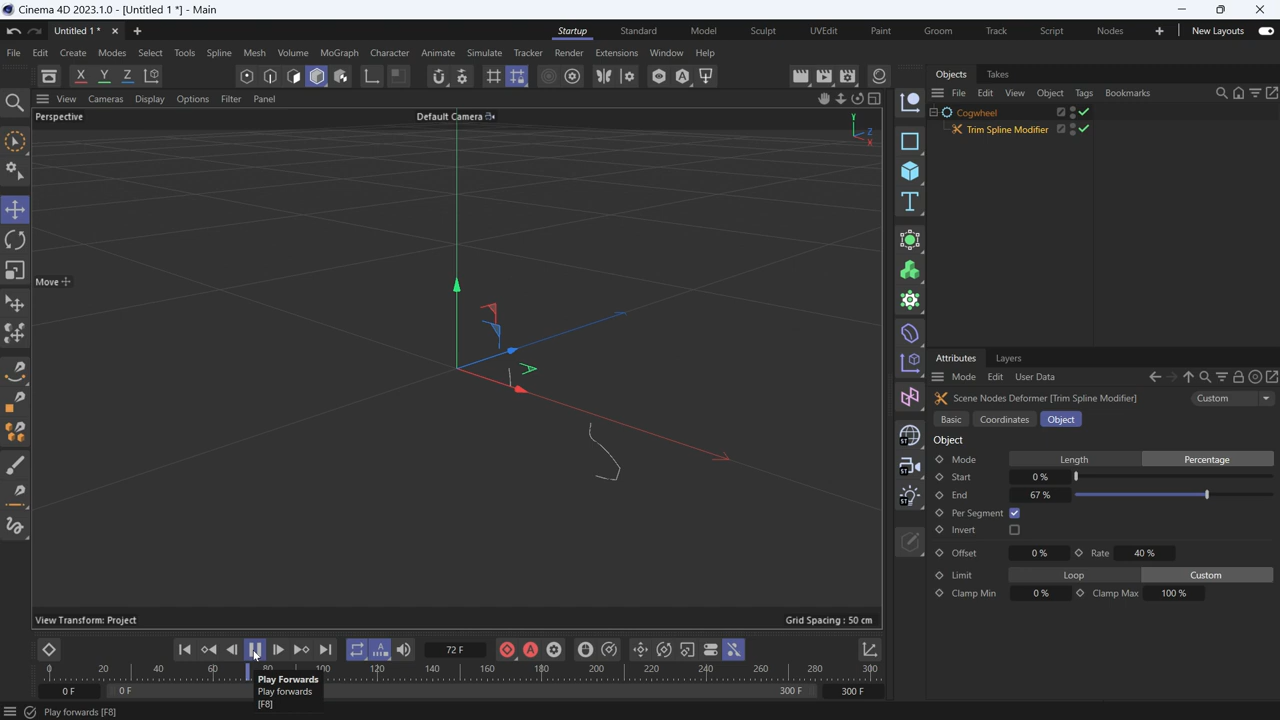 Cinema 4D 2023.1.0 - [Untitled 1 *] - Main
Untitled 1 *
Startup Standard Model Sculpt UVEdit Paint Groom Track Script Nodes New Layouts
File Edit Create Modes Select Tools Spline Mesh Volume MoGraph Character Animate Simulate Tracker Render Extensions Window Help
X Y Z
Objects Takes
View Cameras Display Options Filter Panel
File Edit View Object Tags Bookmarks
Perspective
Default Camera
Y
Z
X
Cogwheel
Trim Spline Modifier
Move
Attributes Layers
Mode Edit User Data
Scene Nodes Deformer [Trim Spline Modifier]
Custom
Basic Coordinates Object
Object
Mode Length Percentage
Start 0 %
End 67 %
Per Segment
Invert
Offset 0 % Rate 40 %
Limit Loop Custom
Clamp Min 0 % Clamp Max 100 %
ST
ST
ST
View Transform: Project
Grid Spacing : 50 cm
72 F
0 20 40 60 80 100 120 140 160 180 200 220 240 260 280 300
0 F 0 F 300 F 300 F
Play Forwards
Play forwards
[F8]
Play forwards [F8]